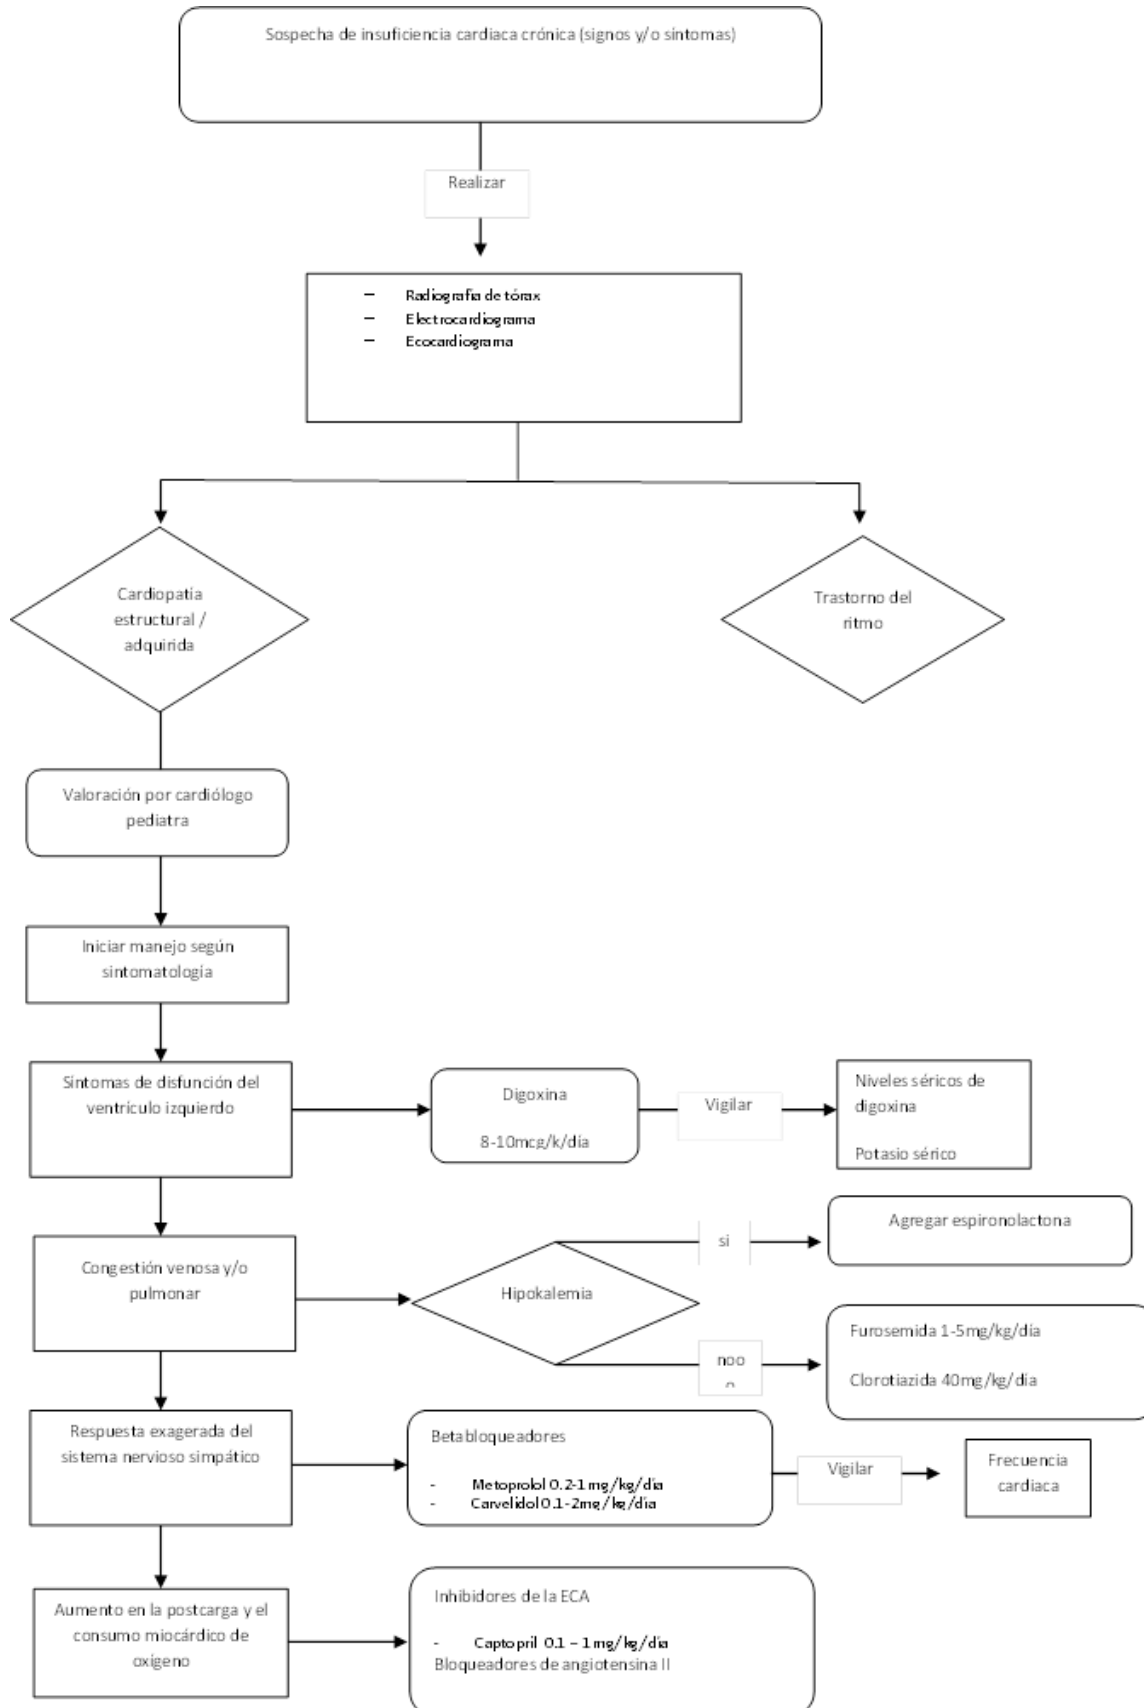 Sospecha de insuficiencia cardiaca crónica (signos y/o síntomas)
Realizar
– Radiografía de tórax
– Electrocardiograma
– Ecocardiograma
Cardiopatía
estructural /
adquirida
Trastorno del
ritmo
Valoración por cardiólogo
pediatra
Iniciar manejo según
sintomatología
Síntomas de disfunción del
ventrículo izquierdo
Digoxina
8-10mcg/k/día
Vigilar
Niveles séricos de
digoxina
Potasio sérico
Congestión venosa y/o
pulmonar
Hipokalemia
si
Agregar espironolactona
noo
Furosemida 1-5mg/kg/día
Clorotiazida 40mg/kg/día
Respuesta exagerada del
sistema nervioso simpático
Betabloqueadores
- Metoprolol 0.2-1mg/kg/día
- Carvelidol 0.1-2mg/kg/día
Vigilar
Frecuencia
cardiaca
Aumento en la postcarga y el
consumo miocárdico de
oxigeno
Inhibidores de la ECA
- Captopril 0.1 – 1mg/kg/día
Bloqueadores de angiotensina II